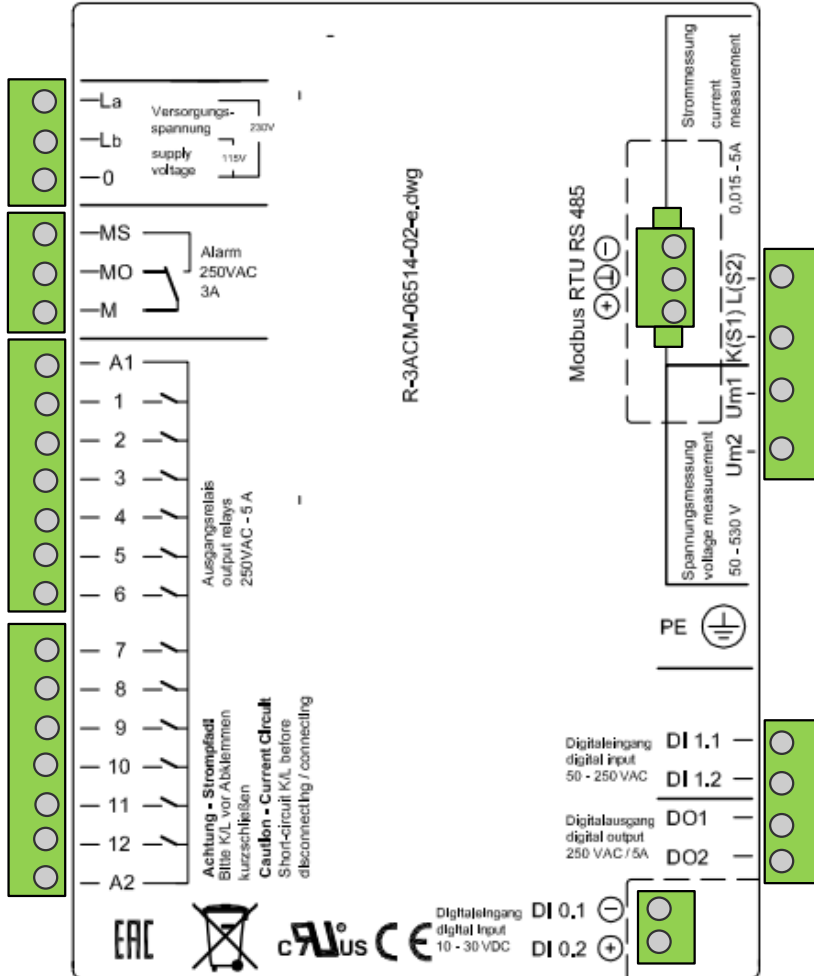 La
Lb
0
Versorgungs-
spannung
supply
voltage
230V
115V
MS
MO
M
Alarm
250VAC
3A
A1
1
2
3
4
5
6
Ausgangsrelais
output relays
250VAC - 5 A
7
8
9
10
11
12
A2
Achtung - Strompfad!
Bitte K/L vor Abklemmen
kurzschließen
Caution - Current Circuit
Short-circuit K/L before
disconnecting / connecting
R-3ACM-06514-02-e.dwg
Modbus RTU RS 485
Strommessung
current
measurement
0,015 - 5A
L(S2)
K(S1)
Um1
Um2
Spannungsmessung
voltage measurement
50 - 530 V
PE
Digitaleingang
digital input
50 - 250 VAC
DI 1.1
DI 1.2
Digitalausgang
digital output
250 VAC / 5A
DO1
DO2
Digitaleingang
digital input
10 - 30 VDC
DI 0.1
DI 0.2
EAC
c RU us
CE